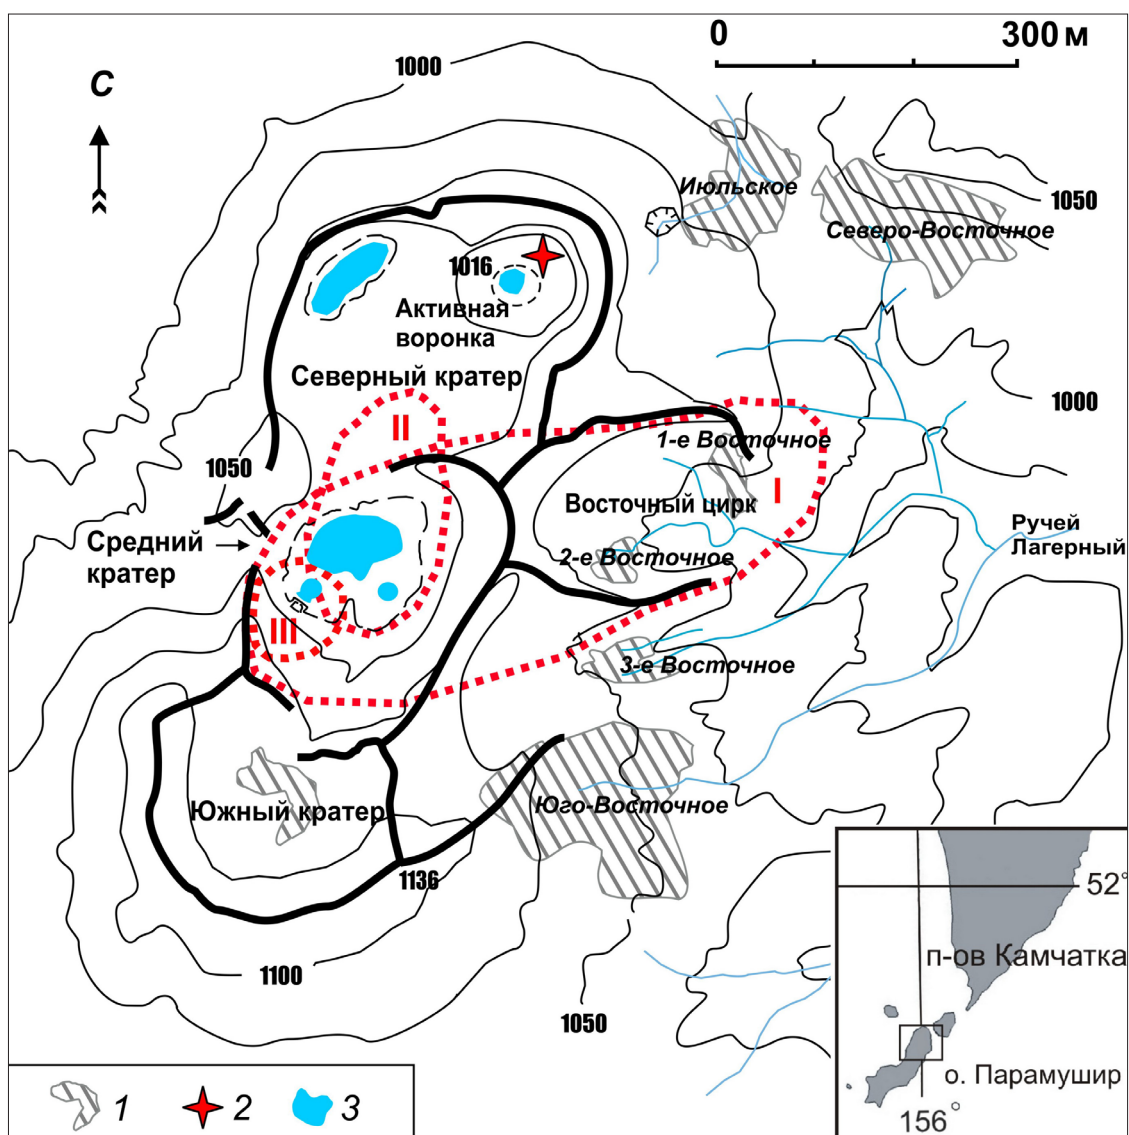 0 300 м
С
1000
Июльское
1050
Северо-Восточное
1016
Активная
воронка
Северный кратер
1000
II
1-е Восточное
1050
I
Восточный цирк
Ручей
Лагерный
Средний
кратер
2-е Восточное
III
3-е Восточное
Южный кратер
Юго-Восточное
1136
52°
п-ов Камчатка
1100
1050
о. Парамушир
156°
1 2 3